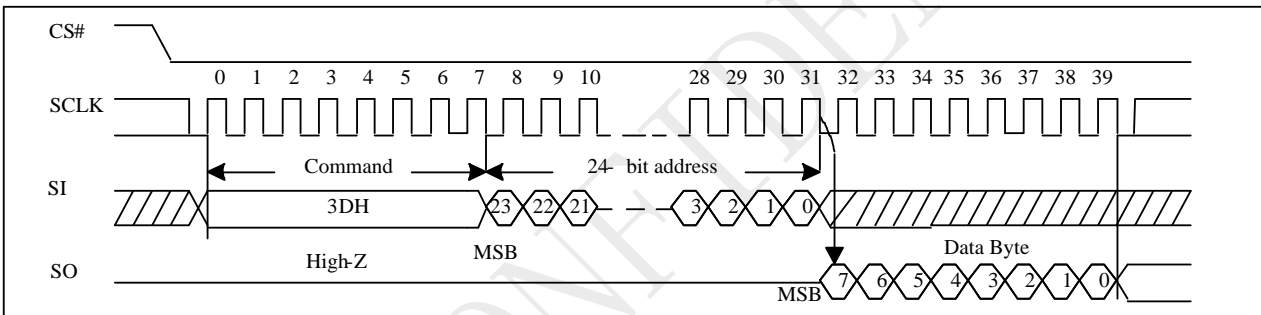 CS#
0 1 2 3 4 5 6 7 8 9 10 28 29 30 31 32 33 34 35 36 37 38 39
SCLK
Command 24- bit address
SI
3DH 23 22 21 3 2 1 0
High-Z MSB Data Byte
SO
MSB 7 6 5 4 3 2 1 0